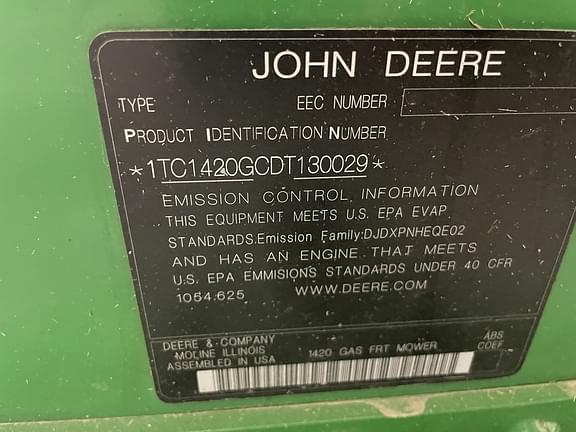 JOHN DEERE
TYPE EEC NUMBER
PRODUCT IDENTIFICATION NUMBER
*1TC1420GCDT130029*
EMISSION CONTROL INFORMATION
THIS EQUIPMENT MEETS U.S. EPA EVAP
STANDARDS.Emission Family:DJDXPNHEQE02
AND HAS AN ENGINE THAT MEETS
U.S. EPA EMMISIONS STANDARDS UNDER 40 CFR
1054.625 WWW.DEERE.COM
DEERE & COMPANY
MOLINE ILLINOIS
ASSEMBLED IN USA
1420 GAS FRT MOWER
ABS
COEF